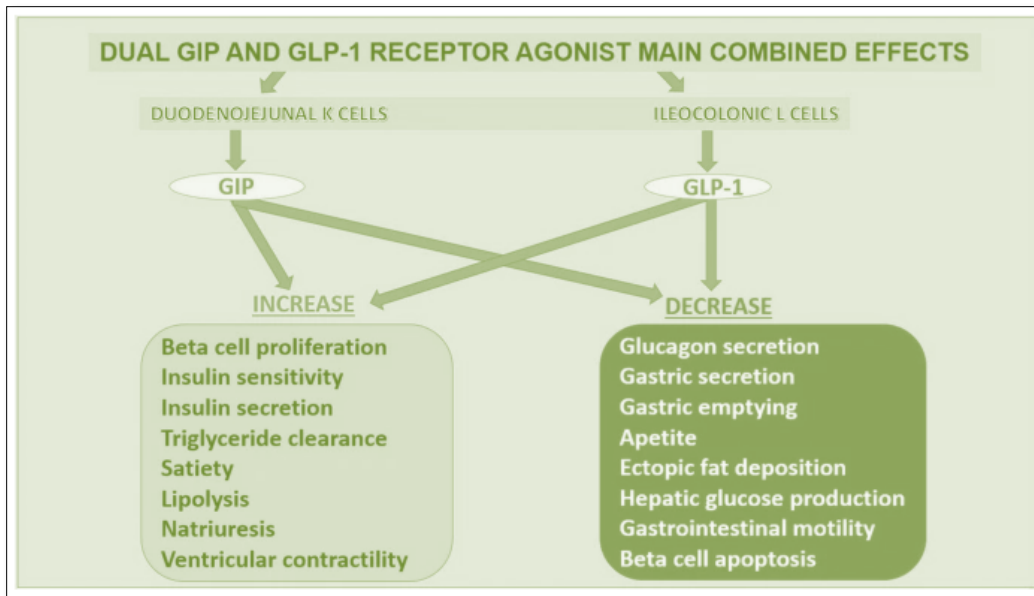 DUAL GIP AND GLP-1 RECEPTOR AGONIST MAIN COMBINED EFFECTS
DUODENOJEJUNAL K CELLS
ILEOCOLONIC L CELLS
GIP
GLP-1
INCREASE
Beta cell proliferation
Insulin sensitivity
Insulin secretion
Triglyceride clearance
Satiety
Lipolysis
Natriuresis
Ventricular contractility
DECREASE
Glucagon secretion
Gastric secretion
Gastric emptying
Apetite
Ectopic fat deposition
Hepatic glucose production
Gastrointestinal motility
Beta cell apoptosis